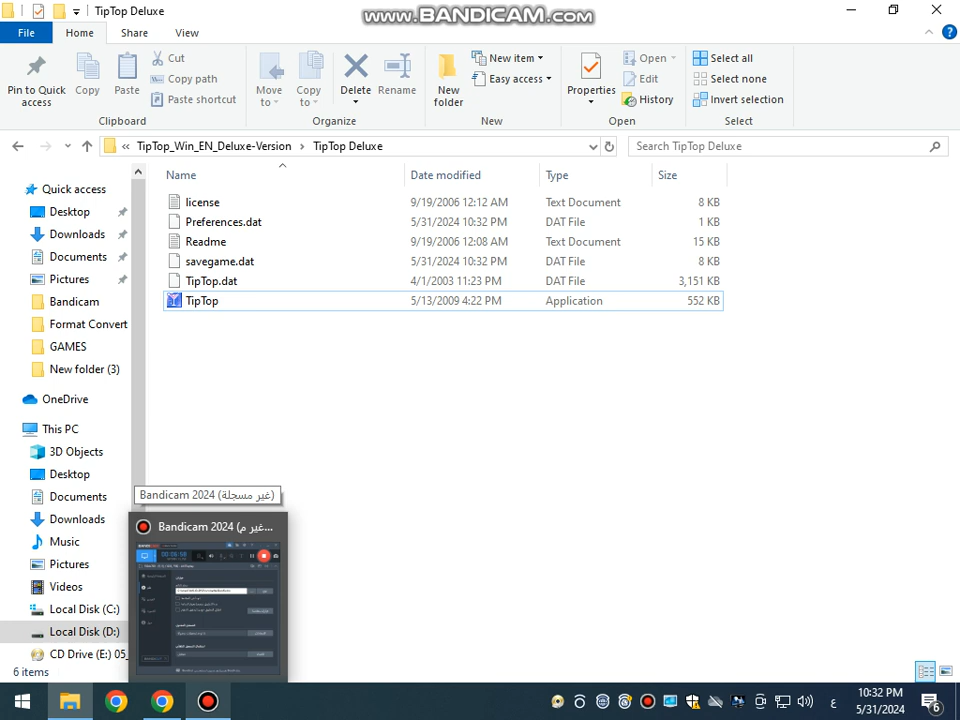 TipTop Deluxe
www.BANDICAM.com
File
Home
Share
View
Pin to Quick access
Copy
Paste
Cut
Copy path
Paste shortcut
Clipboard
Move to
Copy to
Delete
Rename
Organize
New folder
New item
Easy access
New
Properties
Open
Edit
History
Open
Select all
Select none
Invert selection
Select
« TipTop_Win_EN_Deluxe-Version › TipTop Deluxe
Search TipTop Deluxe
Name Date modified Type Size
license 9/19/2006 12:12 AM Text Document 8 KB
Preferences.dat 5/31/2024 10:32 PM DAT File 1 KB
Readme 9/19/2006 12:08 AM Text Document 15 KB
savegame.dat 5/31/2024 10:32 PM DAT File 8 KB
TipTop.dat 4/1/2003 11:23 PM DAT File 3,151 KB
TipTop 5/13/2009 4:22 PM Application 552 KB
Quick access
Desktop
Downloads
Documents
Pictures
Bandicam
Format Convert
GAMES
New folder (3)
OneDrive
This PC
3D Objects
Desktop
Documents
Downloads
Music
Pictures
Videos
Local Disk (C:)
Local Disk (D:)
CD Drive (E:) 05_
Bandicam 2024 (غير مسجلة)
Bandicam 2024 (غير م...
6 items
ع
10:32 PM
5/31/2024
6